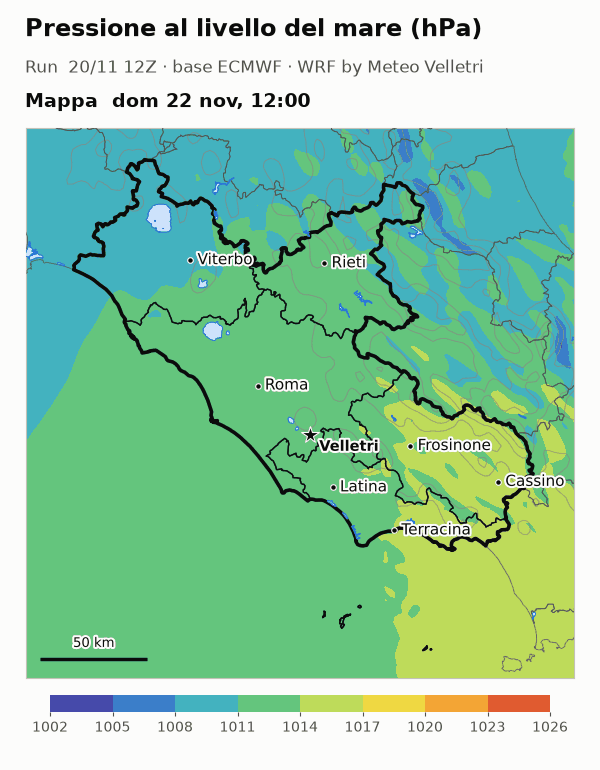 Pressione al livello del mare (hPa)
Run 20/11 12Z · base ECMWF · WRF by Meteo Velletri
Mappa dom 22 nov, 12:00
Viterbo
Rieti
Roma
Velletri
Frosinone
Latina
Cassino
Terracina
50 km
1002 1005 1008 1011 1014 1017 1020 1023 1026